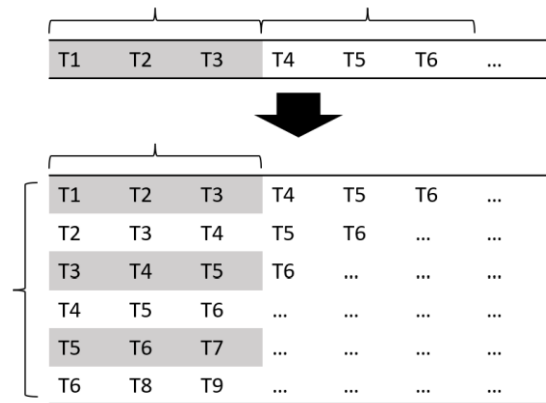 T1 T2 T3 T4 T5 T6 ...
T1 T2 T3 T4 T5 T6 ...
T2 T3 T4 T5 T6 ... ...
T3 T4 T5 T6 ... ... ...
T4 T5 T6 ... ... ... ...
T5 T6 T7 ... ... ... ...
T6 T8 T9 ... ... ... ...